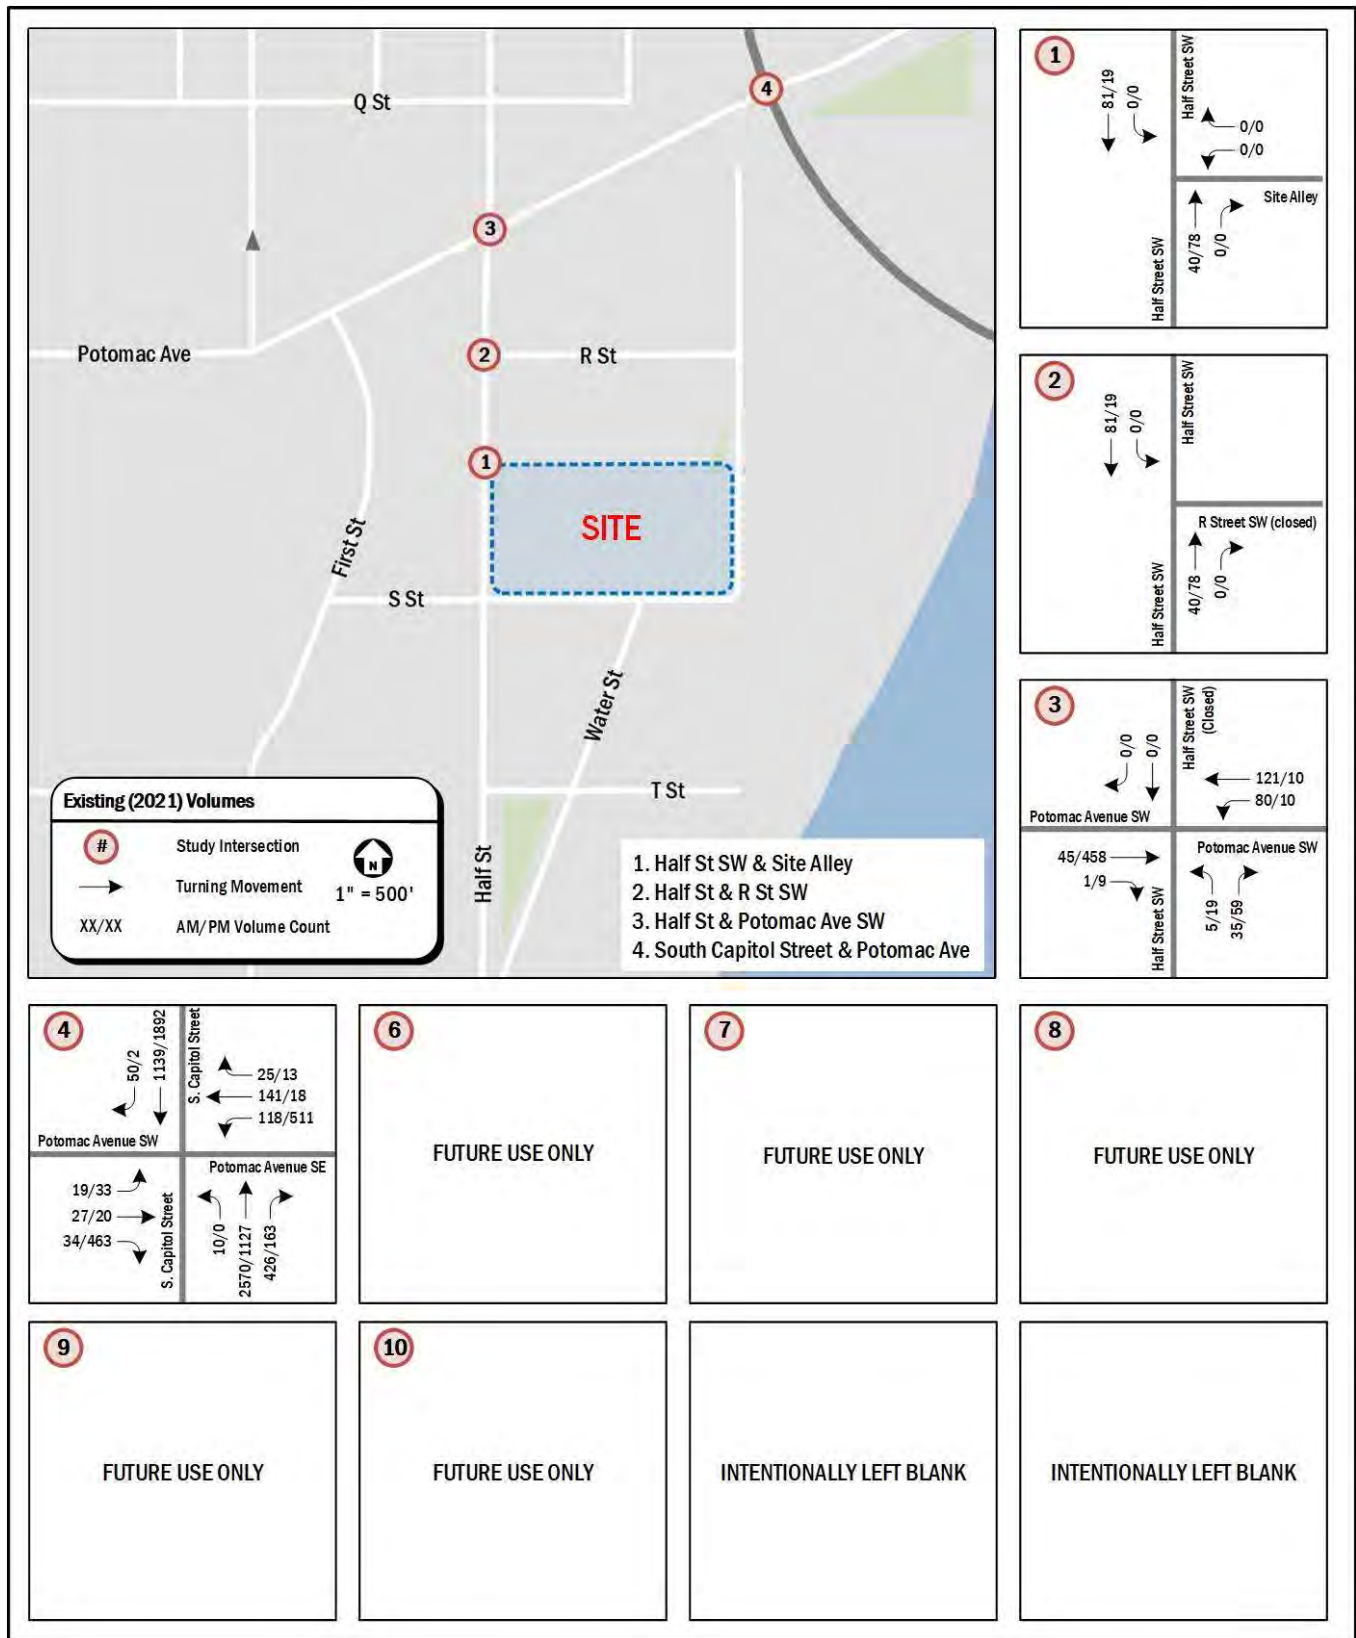 Q St
4
3
Potomac Ave
2
R St
1
SITE
First St
S St
Water St
T St
Half St
Existing (2021) Volumes
#
Study Intersection
Turning Movement
N
1" = 500'
XX/XX
AM/PM Volume Count
1. Half St SW & Site Alley
2. Half St & R St SW
3. Half St & Potomac Ave SW
4. South Capitol Street & Potomac Ave
1
81/19
0/0
Half Street SW
0/0
0/0
Site Alley
Half Street SW
40/78
0/0
2
81/19
0/0
Half Street SW
R Street SW (closed)
Half Street SW
40/78
0/0
3
0/0
0/0
Half Street SW
(Closed)
121/10
80/10
Potomac Avenue SW
45/458
1/9
Half Street SW
Potomac Avenue SW
5/19
35/59
4
50/2
1139/1892
S. Capitol Street
25/13
141/18
118/511
Potomac Avenue SW
19/33
27/20
34/463
S. Capitol Street
Potomac Avenue SE
10/0
2570/1127
426/163
6
FUTURE USE ONLY
7
FUTURE USE ONLY
8
FUTURE USE ONLY
9
FUTURE USE ONLY
10
FUTURE USE ONLY
INTENTIONALLY LEFT BLANK
INTENTIONALLY LEFT BLANK